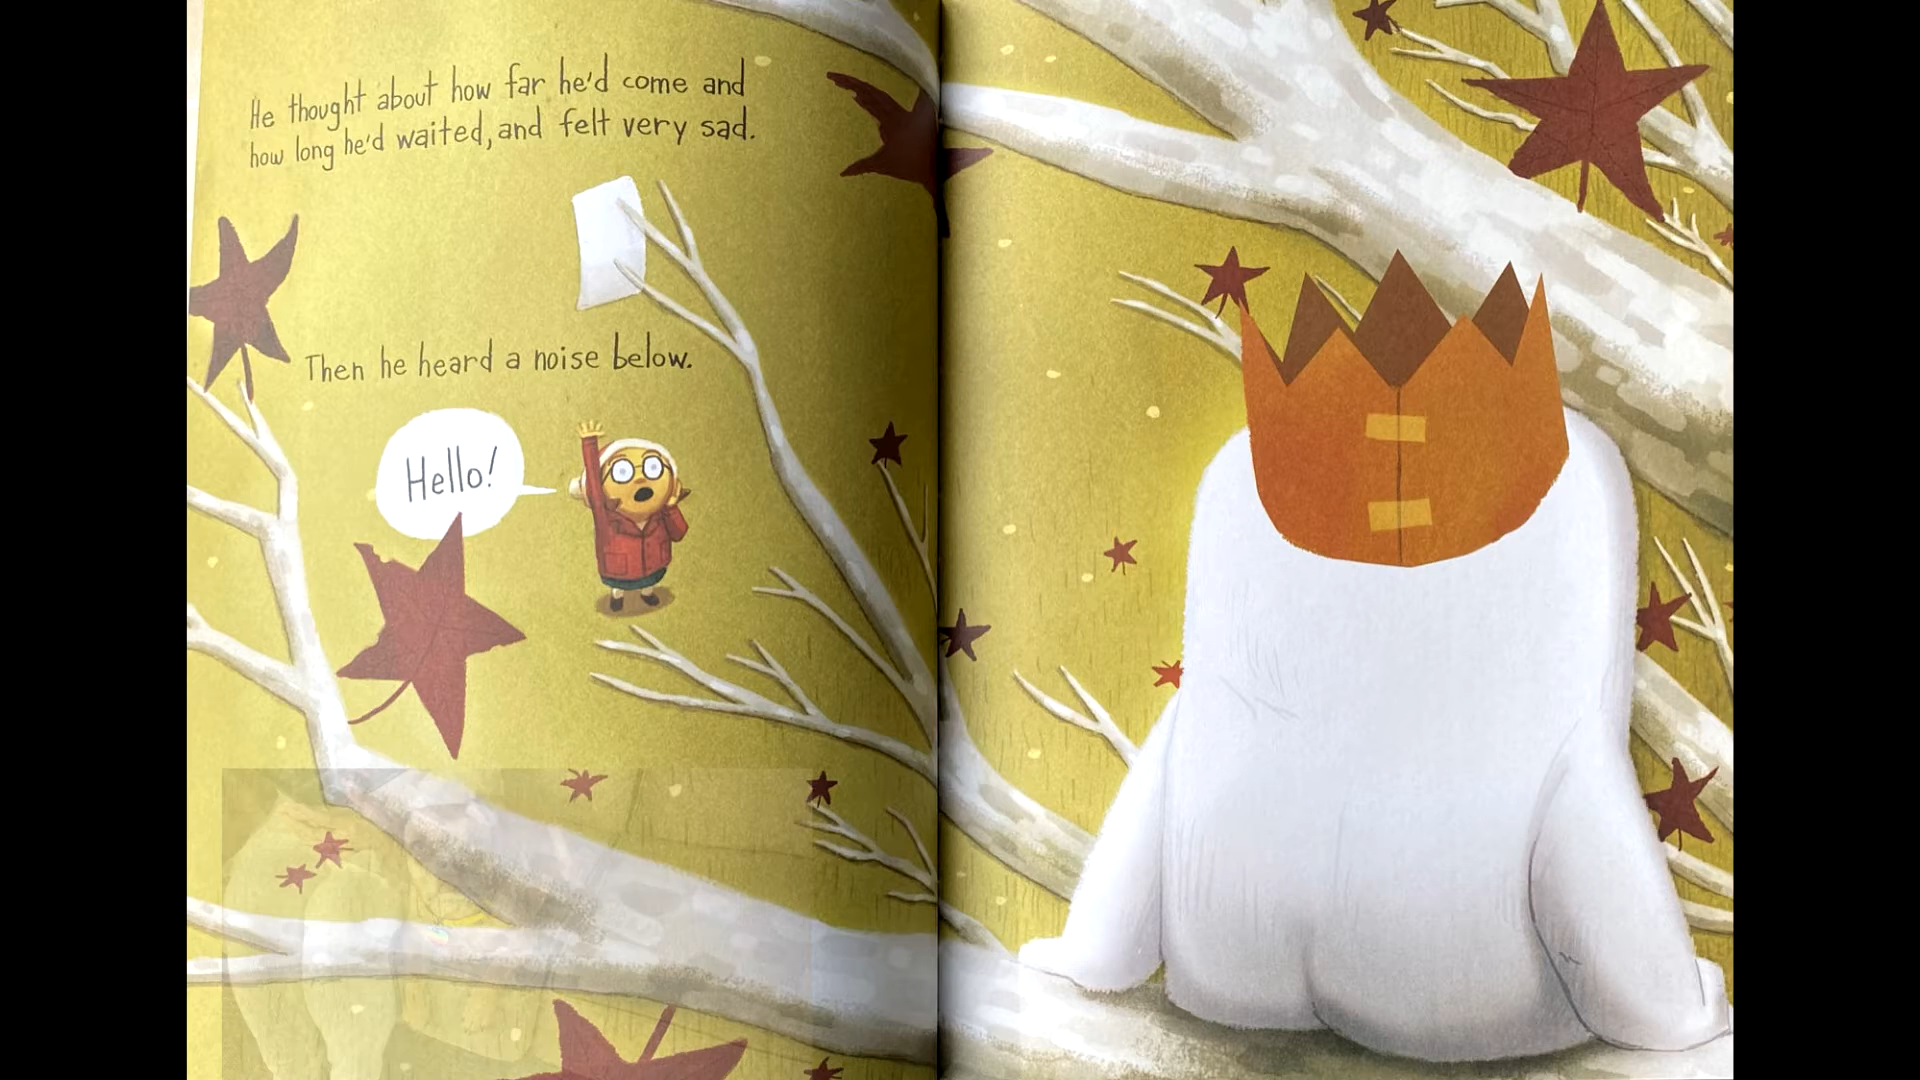 He thought about how far he'd come and
how long he'd waited, and felt very sad.
Then he heard a noise below.
Hello!